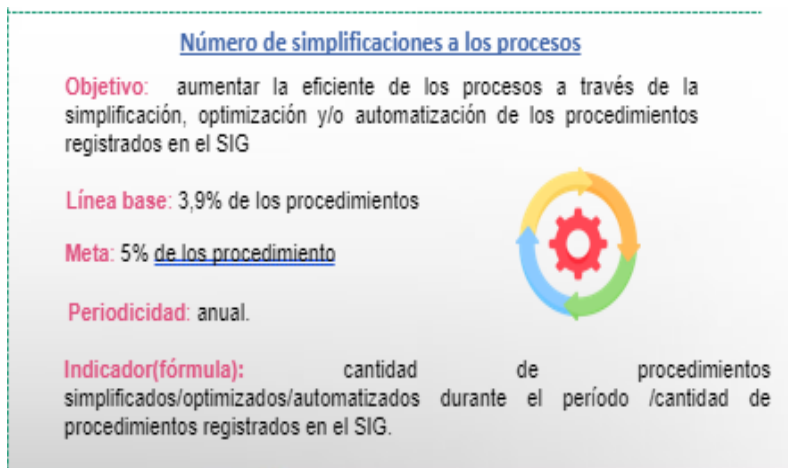 Número de simplificaciones a los procesos
Objetivo: aumentar la eficiente de los procesos a través de la
simplificación, optimización y/o automatización de los procedimientos
registrados en el SIG
Línea base: 3,9% de los procedimientos
Meta: 5% de los procedimiento
Periodicidad: anual.
Indicador(fórmula): cantidad de procedimientos
simplificados/optimizados/automatizados durante el período /cantidad de
procedimientos registrados en el SIG.